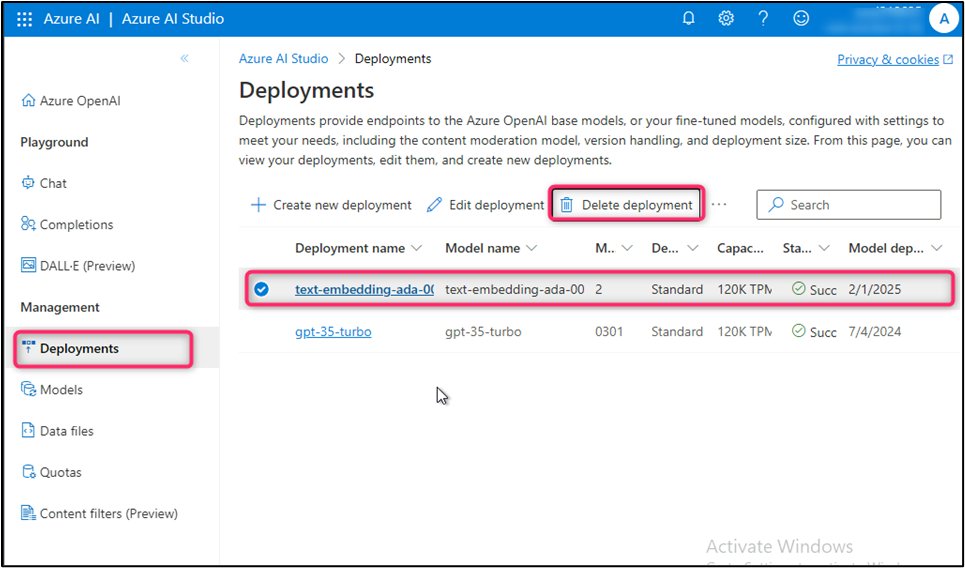 Azure AI | Azure AI Studio
A
Azure AI Studio > Deployments
Privacy & cookies
Azure OpenAI
Playground
Chat
Completions
DALL·E (Preview)
Management
Deployments
Models
Data files
Quotas
Content filters (Preview)
Deployments
Deployments provide endpoints to the Azure OpenAI base models, or your fine-tuned models, configured with settings to
meet your needs, including the content moderation model, version handling, and deployment size. From this page, you can
view your deployments, edit them, and create new deployments.
Create new deployment Edit deployment Delete deployment ··· Search
Deployment name Model name M.. De... Capac... Sta... Model dep...
text-embedding-ada-00 text-embedding-ada-00 2 Standard 120K TPM Succ 2/1/2025
gpt-35-turbo gpt-35-turbo 0301 Standard 120K TPM Succ 7/4/2024
Activate Windows